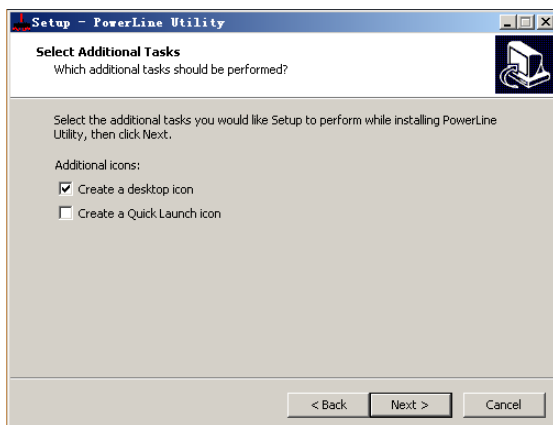 Setup - PowerLine Utility
Select Additional Tasks
Which additional tasks should be performed?
Select the additional tasks you would like Setup to perform while installing PowerLine
Utility, then click Next.
Additional icons:
Create a desktop icon
Create a Quick Launch icon
< Back
Next >
Cancel